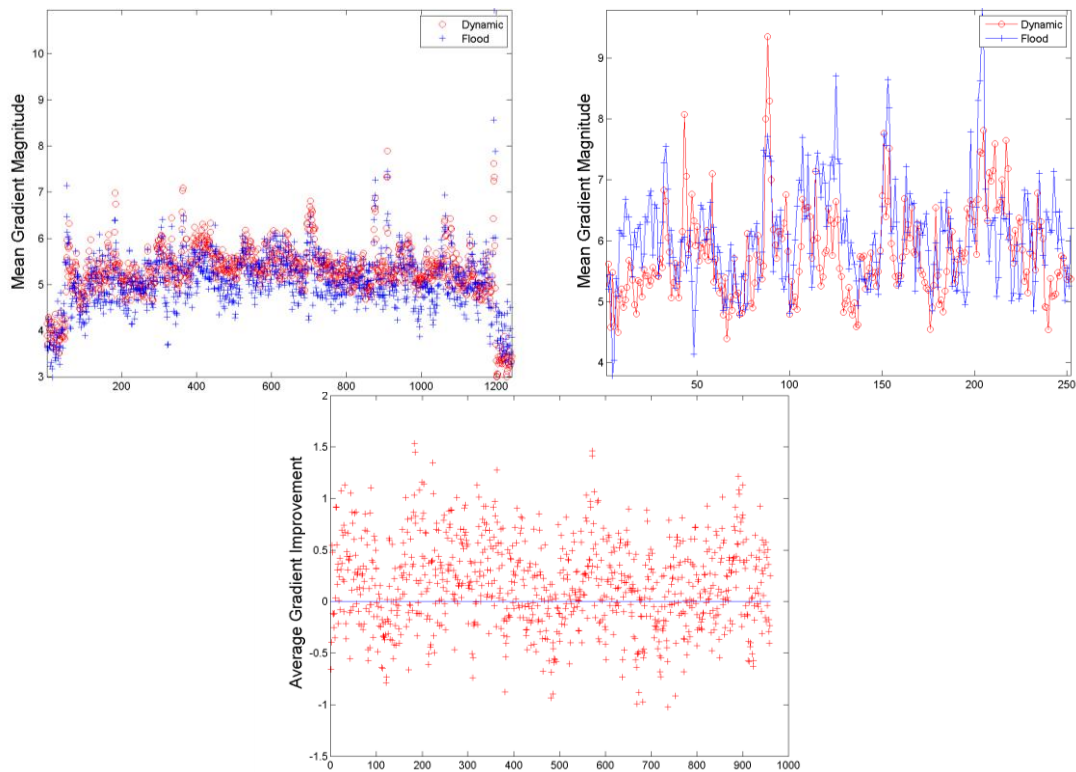 Mean Gradient Magnitude
10
9
8
7
6
5
4
3
200 400 600 800 1000 1200
Dynamic
Flood
Mean Gradient Magnitude
9
8
7
6
5
4
50 100 150 200 250
Dynamic
Flood
Average Gradient Improvement
2
1.5
1
0.5
0
-0.5
-1
-1.5
0 100 200 300 400 500 600 700 800 900 1000